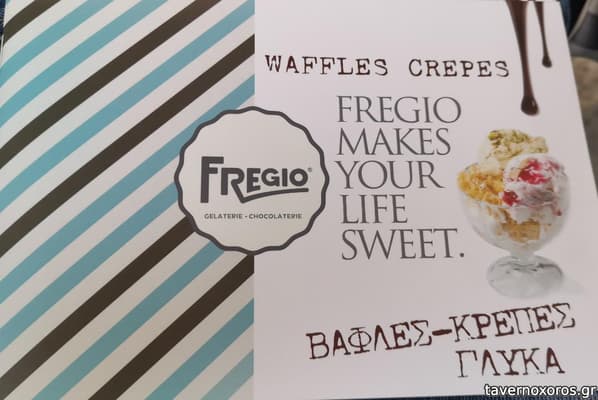 WAFFLES CREPES
FREGIO
MAKES
YOUR
LIFE
SWEET.
FREGIO®
GELATERIE - CHOCOLATERIE
ΒΑΦΛΕΣ-ΚΡΕΠΕΣ
ΓΛΥΚΑ
tavernoxoros.gr